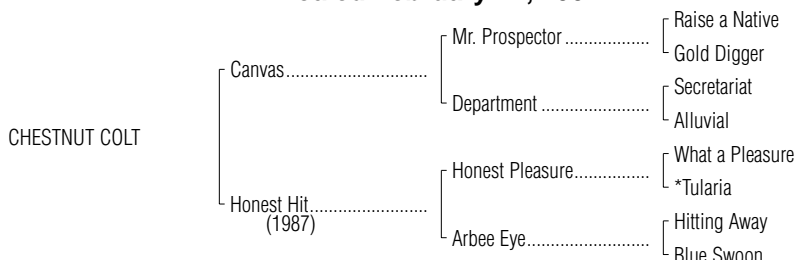 Raise a Native
Mr. Prospector
Gold Digger
Canvas
Secretariat
Department
Alluvial
CHESTNUT COLT
What a Pleasure
Honest Pleasure
*Tularia
Honest Hit
(1987)
Hitting Away
Arbee Eye
Blue Swoon